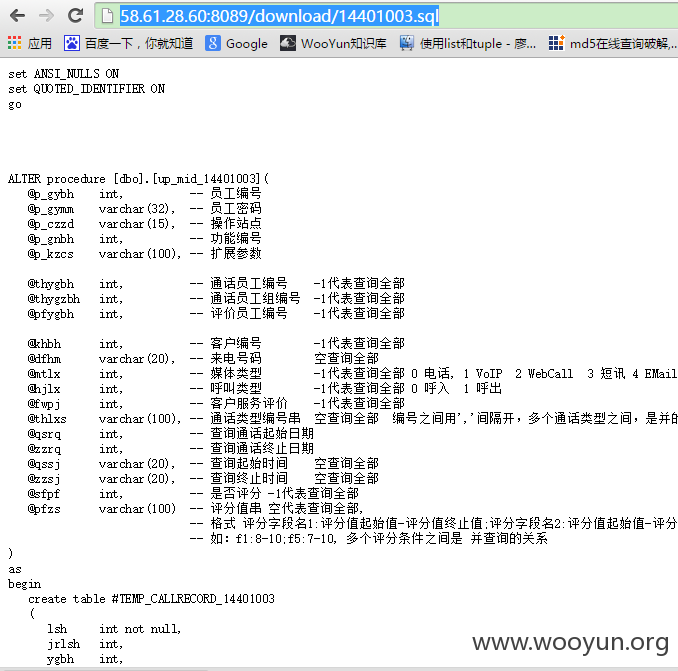 58.61.28.60:8089/download/14401003.sql
应用 百度一下，你就知道 Google WooYun知识库 使用list和tuple - 廖... md5在线查询破解,...
set ANSI_NULLS ON
set QUOTED_IDENTIFIER ON
go
ALTER procedure [dbo].[up_mid_14401003](
@p_gybh int, -- 员工编号
@p_gymm varchar(32), -- 员工密码
@p_czzd varchar(15), -- 操作站点
@p_gnbh int, -- 功能编号
@p_kzcs varchar(100), -- 扩展参数
@thygbh int, -- 通话员工编号 -1代表查询全部
@thygzbh int, -- 通话员工组编号 -1代表查询全部
@pfygbh int, -- 评价员工编号 -1代表查询全部
@khbh int, -- 客户编号 -1代表查询全部
@dfhm varchar(20), -- 来电号码 空查询全部
@mtlx int, -- 媒体类型 -1代表查询全部 0 电话, 1 VoIP 2 WebCall 3 短讯 4 EMail
@hjlx int, -- 呼叫类型 -1代表查询全部 0 呼入 1 呼出
@fwpj int, -- 客户服务评价 -1代表查询全部
@thlxs varchar(100), -- 通话类型编号串 空查询全部 编号之间用','间隔开，多个通话类型之间，是并的
@qsrq int, -- 查询通话起始日期
@zzrq int, -- 查询通话终止日期
@qssj varchar(20), -- 查询起始时间 空查询全部
@zzsj varchar(20), -- 查询终止时间 空查询全部
@sfpf int, -- 是否评分 -1代表查询全部
@pfzs varchar(100) -- 评分值串 空代表查询全部,
-- 格式 评分字段名1:评分值起始值-评分值终止值;评分字段名2:评分值起始值-评分
-- 如: f1:8-10;f5:7-10, 多个评分条件之间是 并查询的关系
)
as
begin
create table #TEMP_CALLRECORD_14401003
(
lsh int not null,
jrlsh int,
ygbh int,
www.wooyun.org